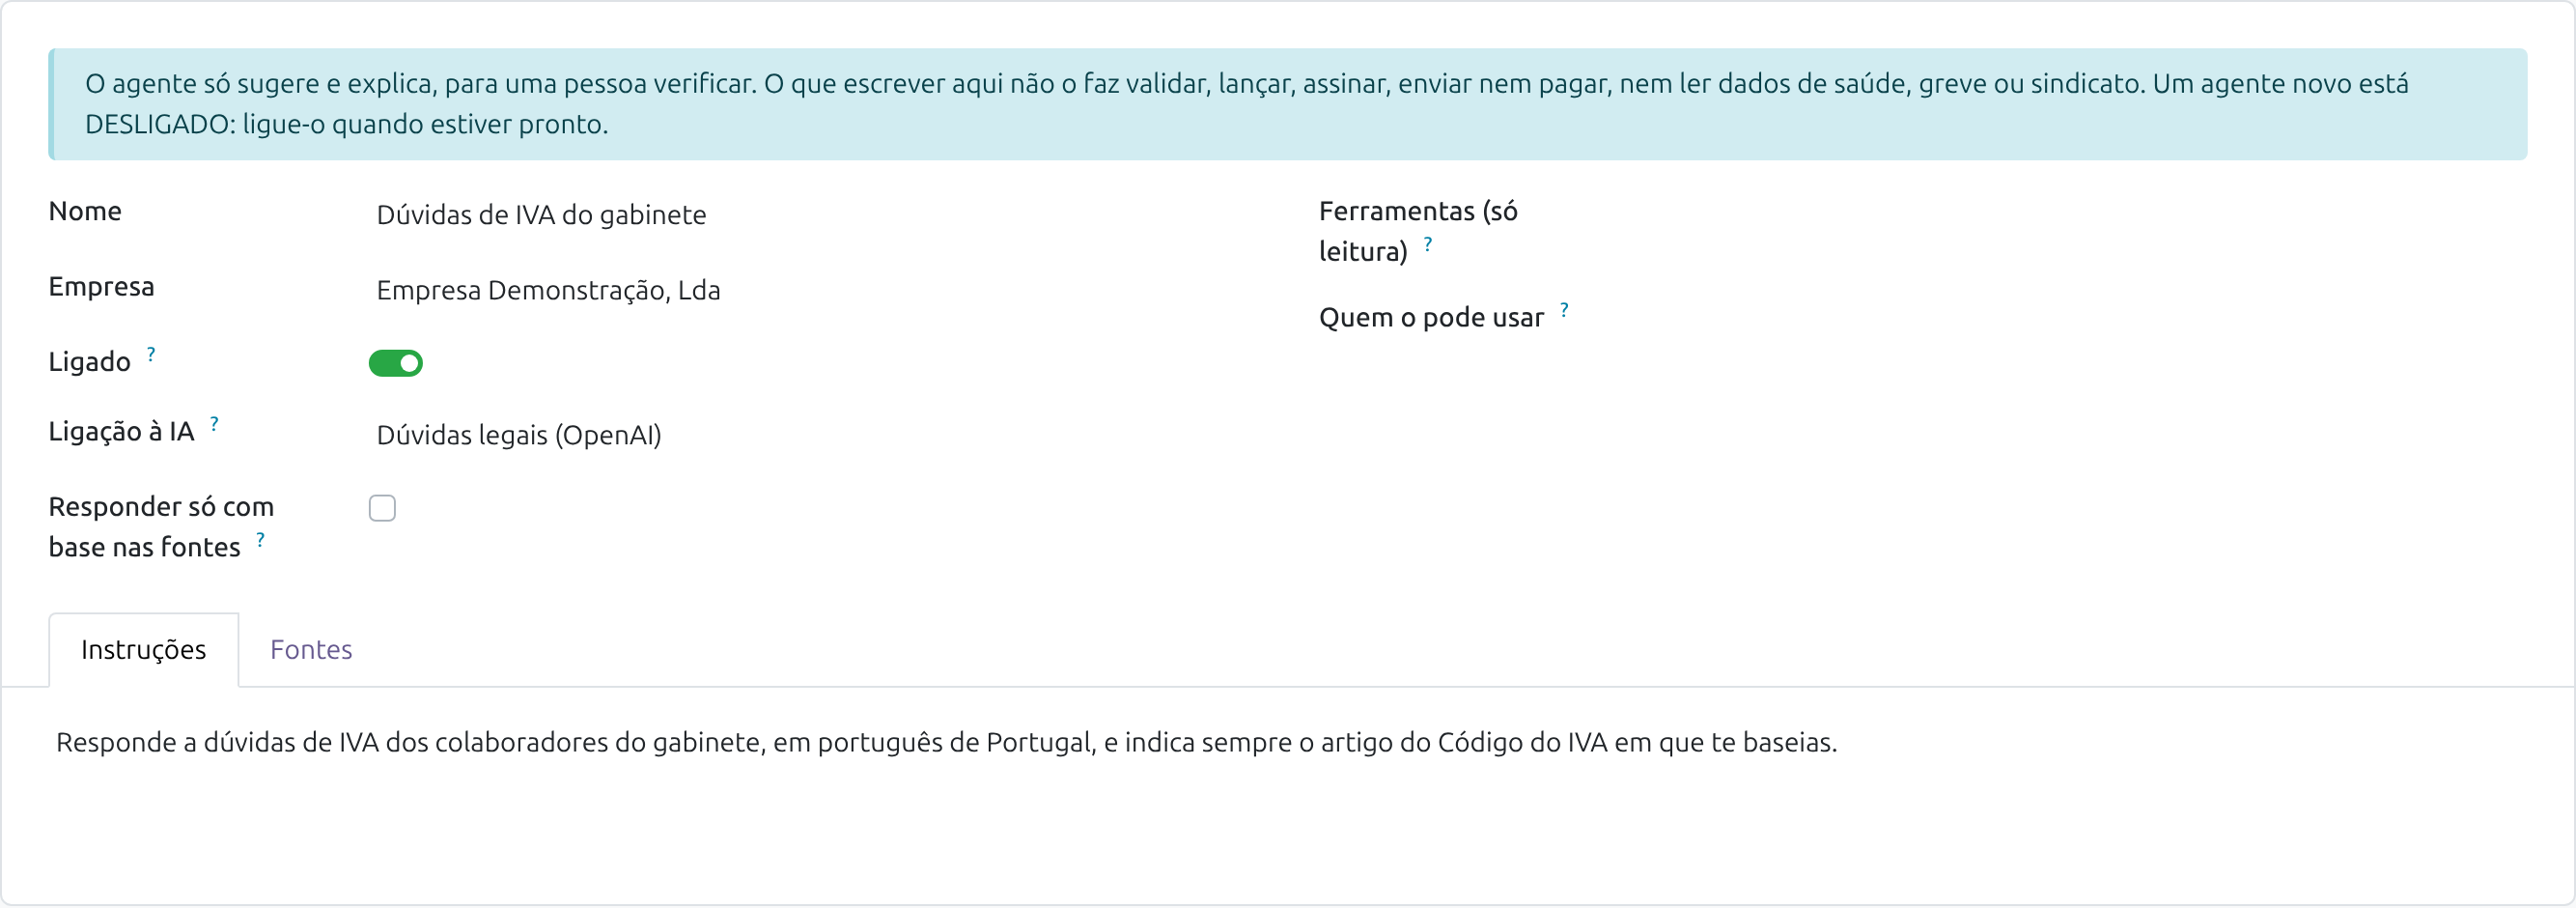 O agente só sugere e explica, para uma pessoa verificar. O que escrever aqui não o faz validar, lançar, assinar, enviar nem pagar, nem ler dados de saúde, greve ou sindicato. Um agente novo está
DESLIGADO: ligue-o quando estiver pronto.
Nome
Dúvidas de IVA do gabinete
Empresa
Empresa Demonstração, Lda
Ligado ?
Ligação à IA ?
Dúvidas legais (OpenAI)
Responder só com
base nas fontes ?
Ferramentas (só
leitura) ?
Quem o pode usar ?
Instruções
Fontes
Responde a dúvidas de IVA dos colaboradores do gabinete, em português de Portugal, e indica sempre o artigo do Código do IVA em que te baseias.